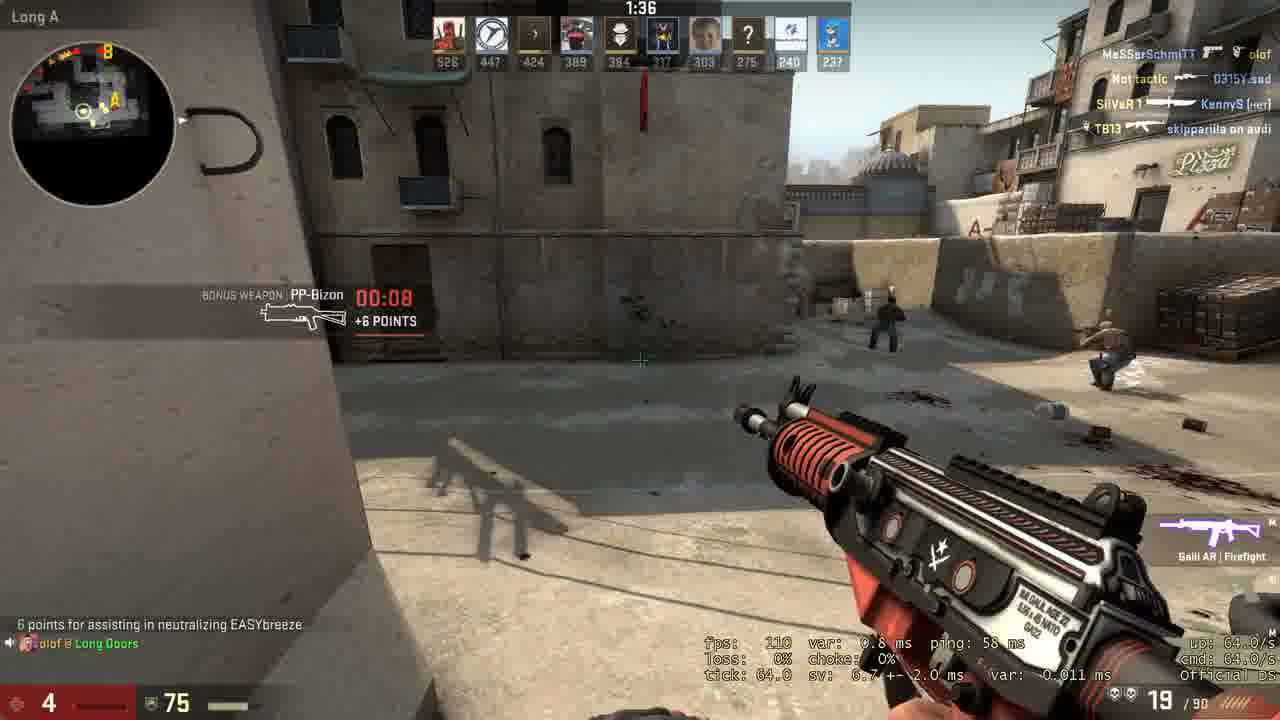 Long A
1:36
B
A
526 447 424 389 384 317 303 275 240 237
?
MeSSerSchmiTT olof
Not tactic 0315Y.sad
SilVaR 1 KennyS [HET]
TB13 skipparilla on audi
Pizza
A
BONUS WEAPON PP-Bizon
00:08
+6 POINTS
Galil AR | Firefight
6 points for assisting in neutralizing EASYbreeze
olof @ Long Doors
fps: 110 var: 0.8 ms ping: 58 ms
loss: 0% choke: 0%
tick: 64.0 sv: 6.7 +- 2.0 ms var: 0.011 ms
up: 64.0/s
cmd: 64.0/s
Official DS
4
75
19 / 90